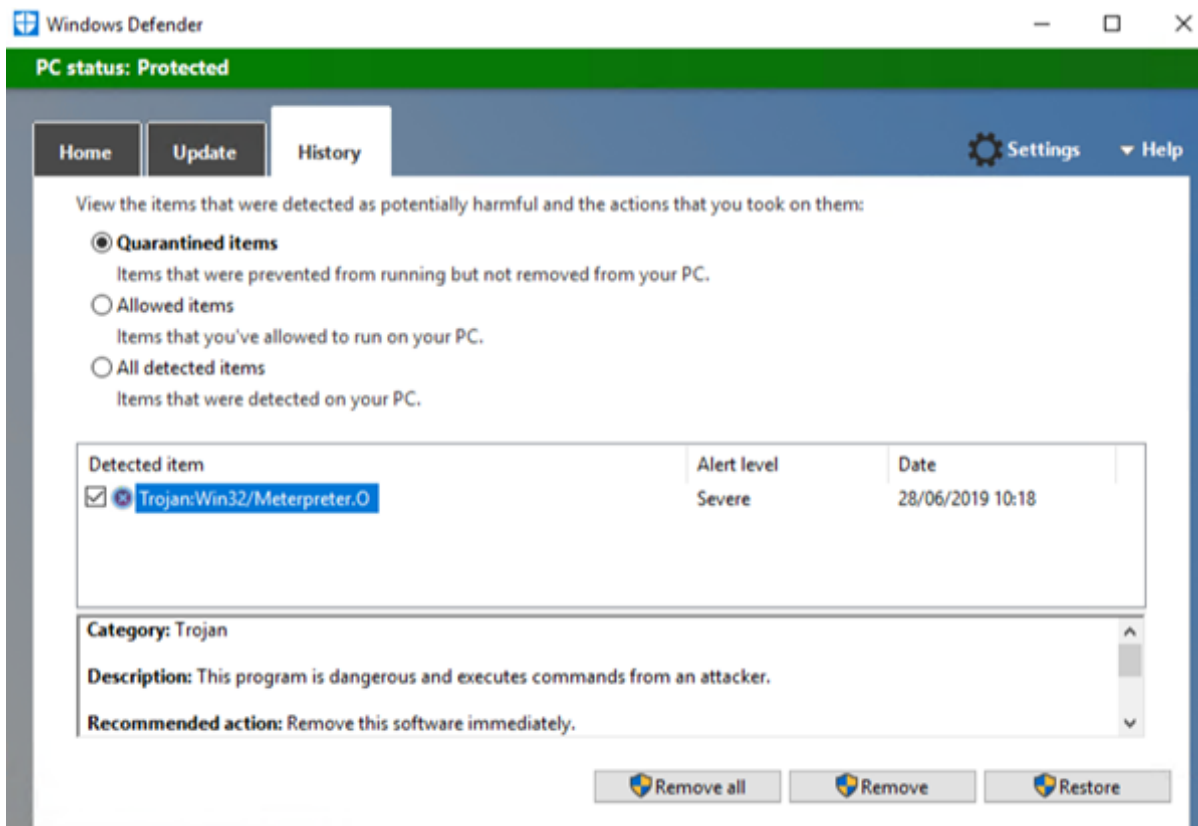 Windows Defender
PC status: Protected
Home Update History Settings Help
View the items that were detected as potentially harmful and the actions that you took on them:
Quarantined items
Items that were prevented from running but not removed from your PC.
Allowed items
Items that you've allowed to run on your PC.
All detected items
Items that were detected on your PC.
Detected item Alert level Date
Trojan:Win32/Meterpreter.O Severe 28/06/2019 10:18
Category: Trojan
Description: This program is dangerous and executes commands from an attacker.
Recommended action: Remove this software immediately.
Remove all Remove Restore